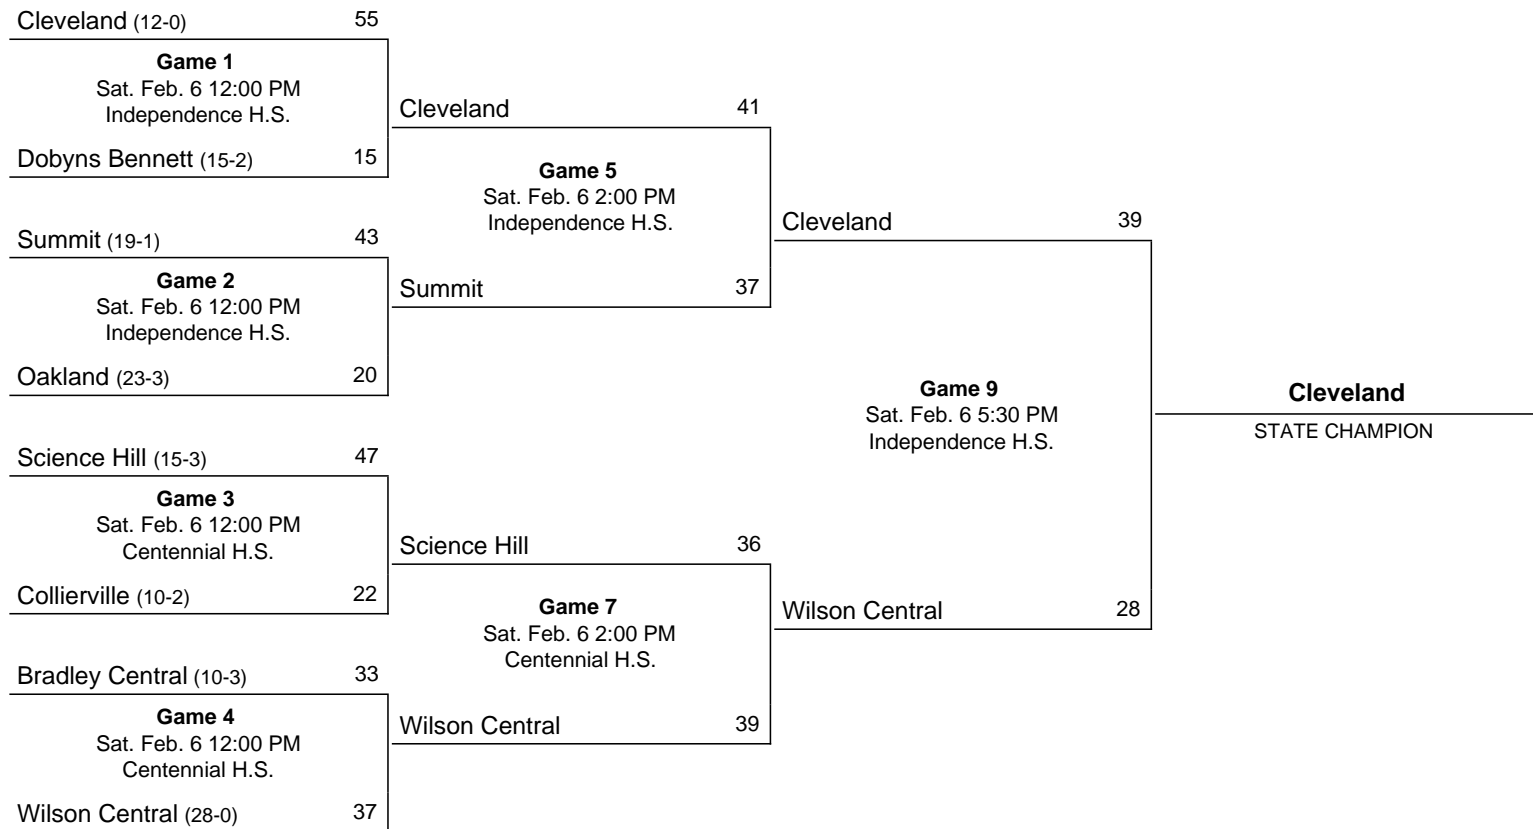 Cleveland (12-0) 55
Game 1
Sat. Feb. 6 12:00 PM
Independence H.S.
Dobyns Bennett (15-2) 15
Summit (19-1) 43
Game 2
Sat. Feb. 6 12:00 PM
Independence H.S.
Oakland (23-3) 20
Science Hill (15-3) 47
Game 3
Sat. Feb. 6 12:00 PM
Centennial H.S.
Collierville (10-2) 22
Bradley Central (10-3) 33
Game 4
Sat. Feb. 6 12:00 PM
Centennial H.S.
Wilson Central (28-0) 37
Cleveland 41
Game 5
Sat. Feb. 6 2:00 PM
Independence H.S.
Summit 37
Science Hill 36
Game 7
Sat. Feb. 6 2:00 PM
Centennial H.S.
Wilson Central 39
Cleveland 39
Game 9
Sat. Feb. 6 5:30 PM
Independence H.S.
Wilson Central 28
Cleveland
STATE CHAMPION